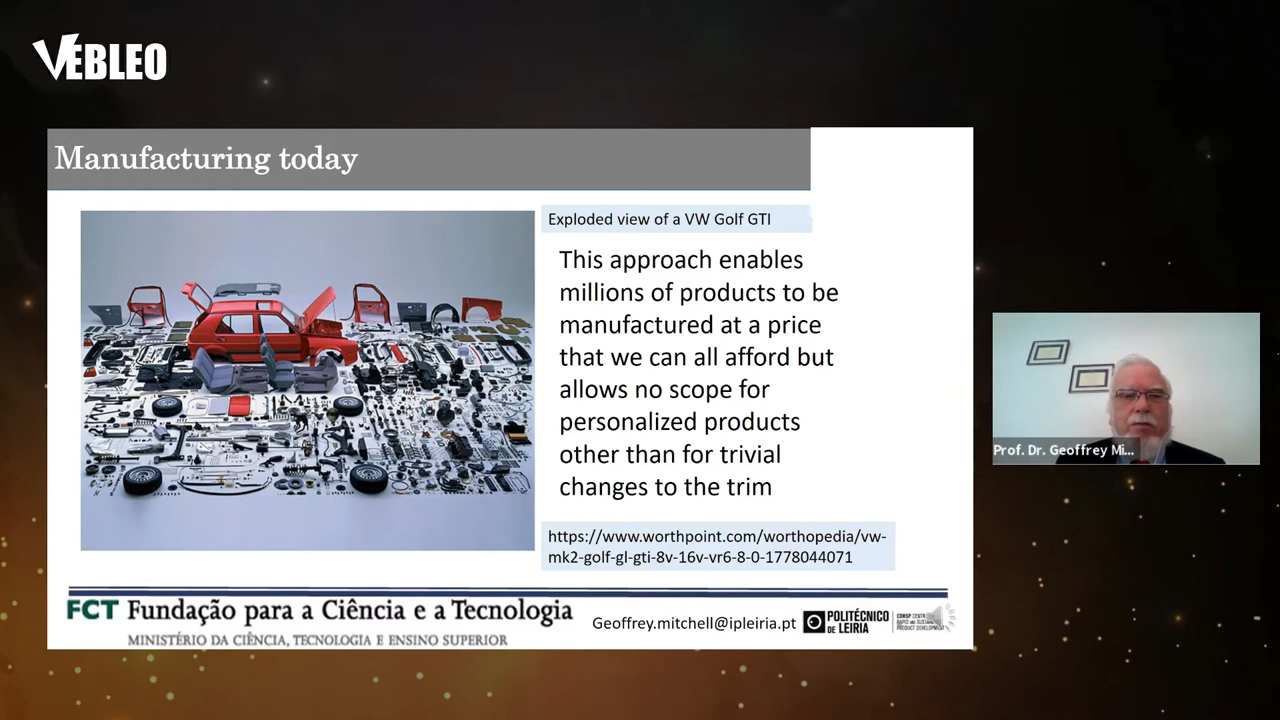 VEBLEO
Manufacturing today
Exploded view of a VW Golf GTI
This approach enables
millions of products to be
manufactured at a price
that we can all afford but
allows no scope for
personalized products
other than for trivial
changes to the trim
https://www.worthpoint.com/worthopedia/vw-
mk2-golf-gl-gti-8v-16v-vr6-8-0-1778044071
Prof. Dr. Geoffrey Mi...
FCT Fundação para a Ciência e a Tecnologia
MINISTÉRIO DA CIÊNCIA, TECNOLOGIA E ENSINO SUPERIOR
Geoffrey.mitchell@ipleiria.pt
POLITÉCNICO
DE LEIRIA
PRODUCT DEVELOPMENT